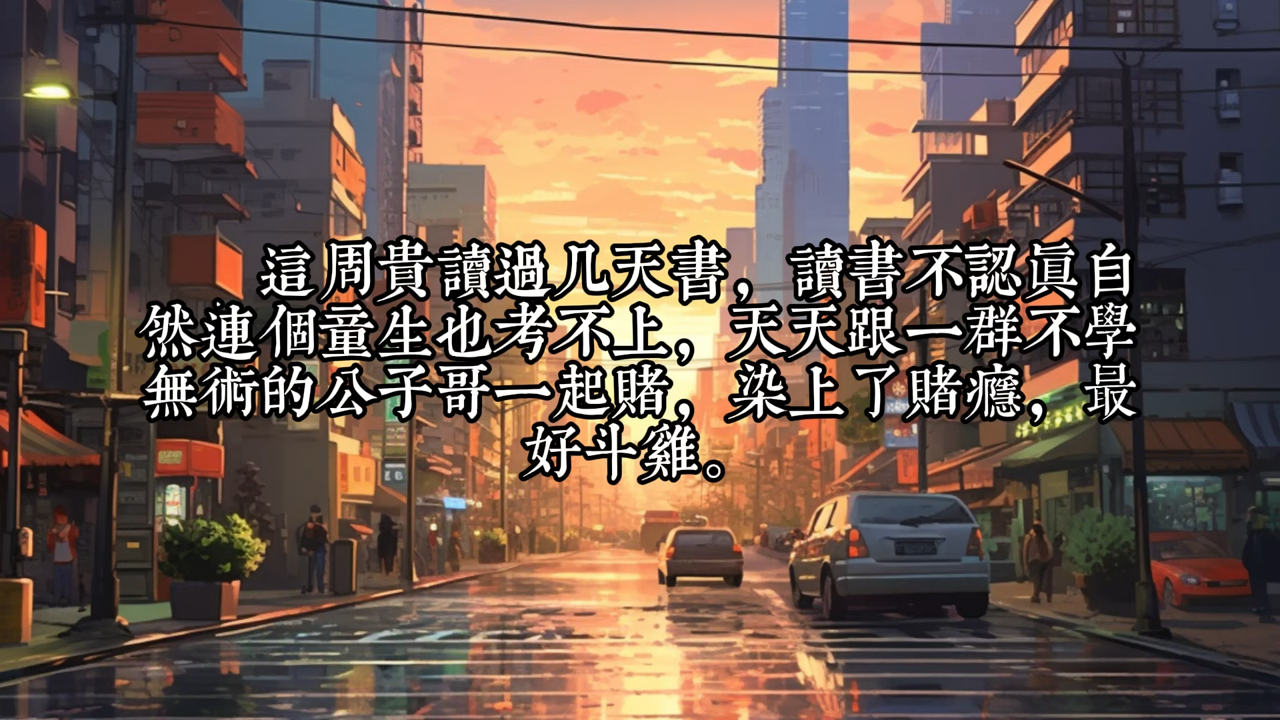 這周貴讀過几天書，讀書不認眞自
然連個童生也考不上，天天跟一群不學
無術的公子哥一起賭，染上了賭癮，最
好斗雞。